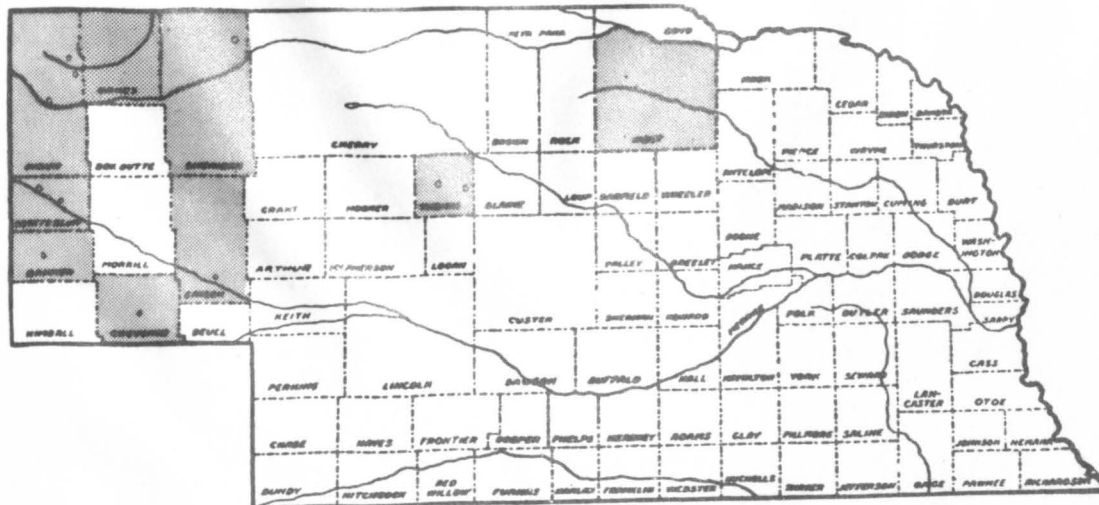 KEYA PAHA
BOYD
DAWES
CHERRY
BROWN
ROCK
HOLT
KNOX
CEDAR
DIXON
DAKOTA
SIOUX
BOX BUTTE
SHERIDAN
PIERCE
WAYNE
THURSTON
ANTELOPE
GRANT
HOOKER
THOMAS
BLAINE
LOUP
GARFIELD
WHEELER
MADISON
STANTON
CUMING
BURT
SCOTTS BLUFF
BANNER
MORRILL
GARDEN
ARTHUR
McPHERSON
LOGAN
VALLEY
GREELEY
BOONE
NANCE
PLATTE
COLFAX
DODGE
WASH-
INGTON
DOUGLAS
SARPY
KIMBALL
CHEYENNE
DEUEL
KEITH
CUSTER
SHERMAN
HOWARD
MERRICK
POLK
BUTLER
SAUNDERS
CASS
PERKINS
LINCOLN
DAWSON
BUFFALO
HALL
HAMILTON
YORK
SEWARD
LAN-
CASTER
OTOE
CHASE
HAYES
FRONTIER
GOSPER
PHELPS
KEARNEY
ADAMS
CLAY
FILLMORE
SALINE
JOHNSON
NEMAHA
DUNDY
HITCHCOCK
RED
WILLOW
FURNAS
HARLAN
FRANKLIN
WEBSTER
NUCKOLLS
THAYER
JEFFERSON
GAGE
PAWNEE
RICHARDSON